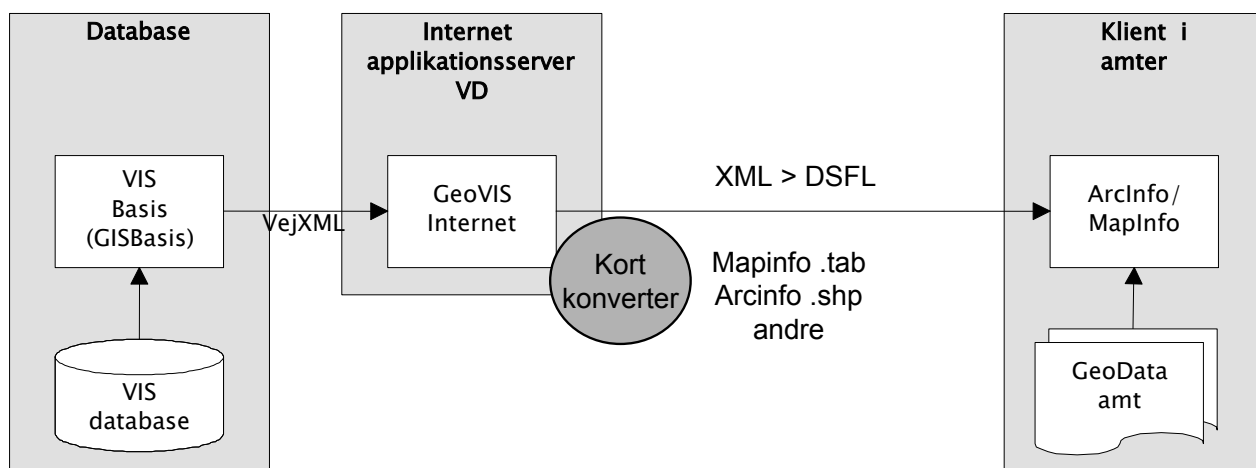 Database
VIS
Basis
(GISBasis)
VIS
database
VejXML
Internet
applikationsserver
VD
GeoVIS
Internet
Kort
konverter
XML > DSFL
Mapinfo .tab
Arcinfo .shp
andre
Klient i
amter
ArcInfo/
MapInfo
GeoData
amt